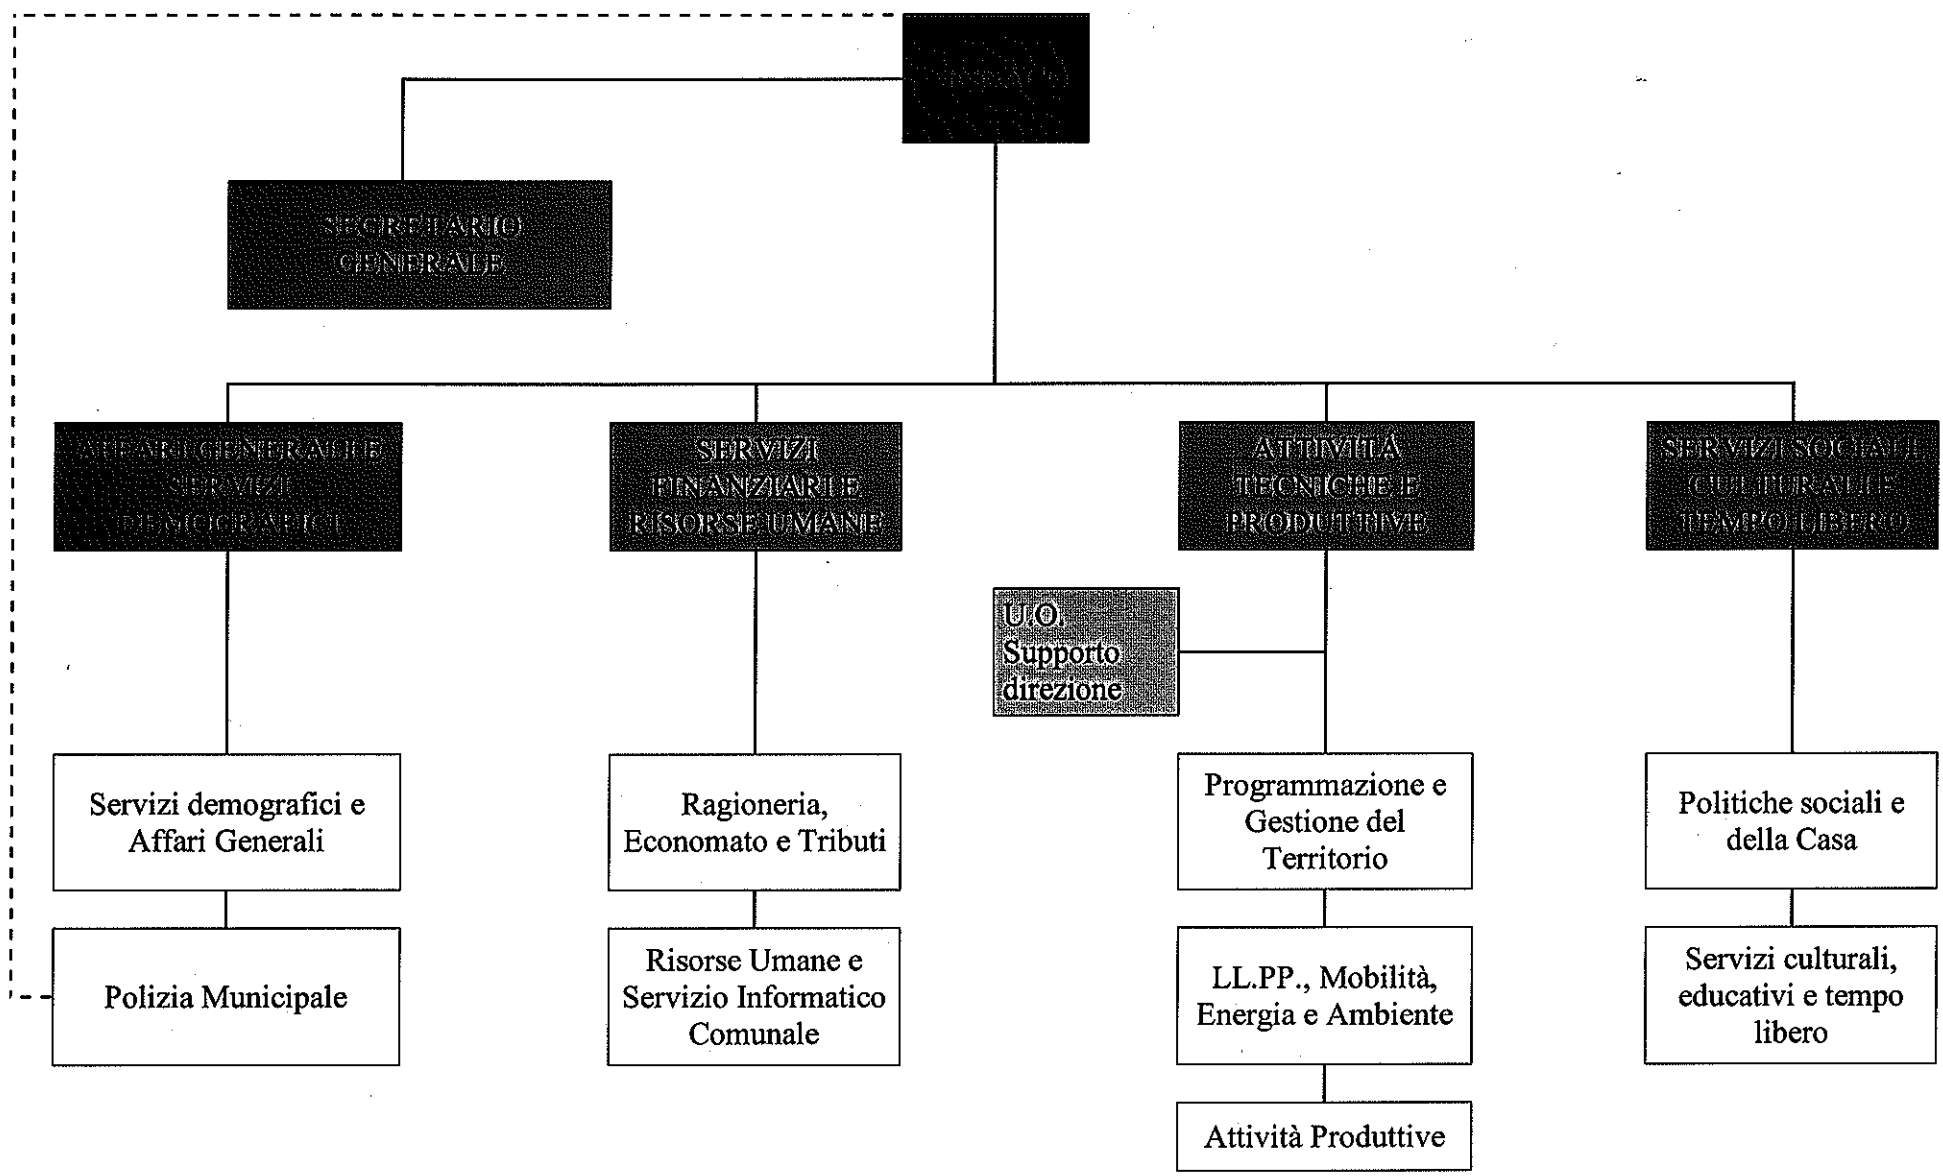 SEGRETARIO
GENERALE
AFFARI GENERALI E
SERVIZI
DEMOGRAFICI
SERVIZI
FINANZIARI E
RISORSE UMANE
ATTIVITÁ
TECNICHE E
PRODUTTIVE
SERVIZI SOCIALI
CULTURALI E
TEMPO LIBERO
U.O.
Supporto
direzione
Servizi demografici e
Affari Generali
Ragioneria,
Economato e Tributi
Programmazione e
Gestione del
Territorio
Politiche sociali e
della Casa
Polizia Municipale
Risorse Umane e
Servizio Informatico
Comunale
LL.PP., Mobilità,
Energia e Ambiente
Servizi culturali,
educativi e tempo
libero
Attività Produttive